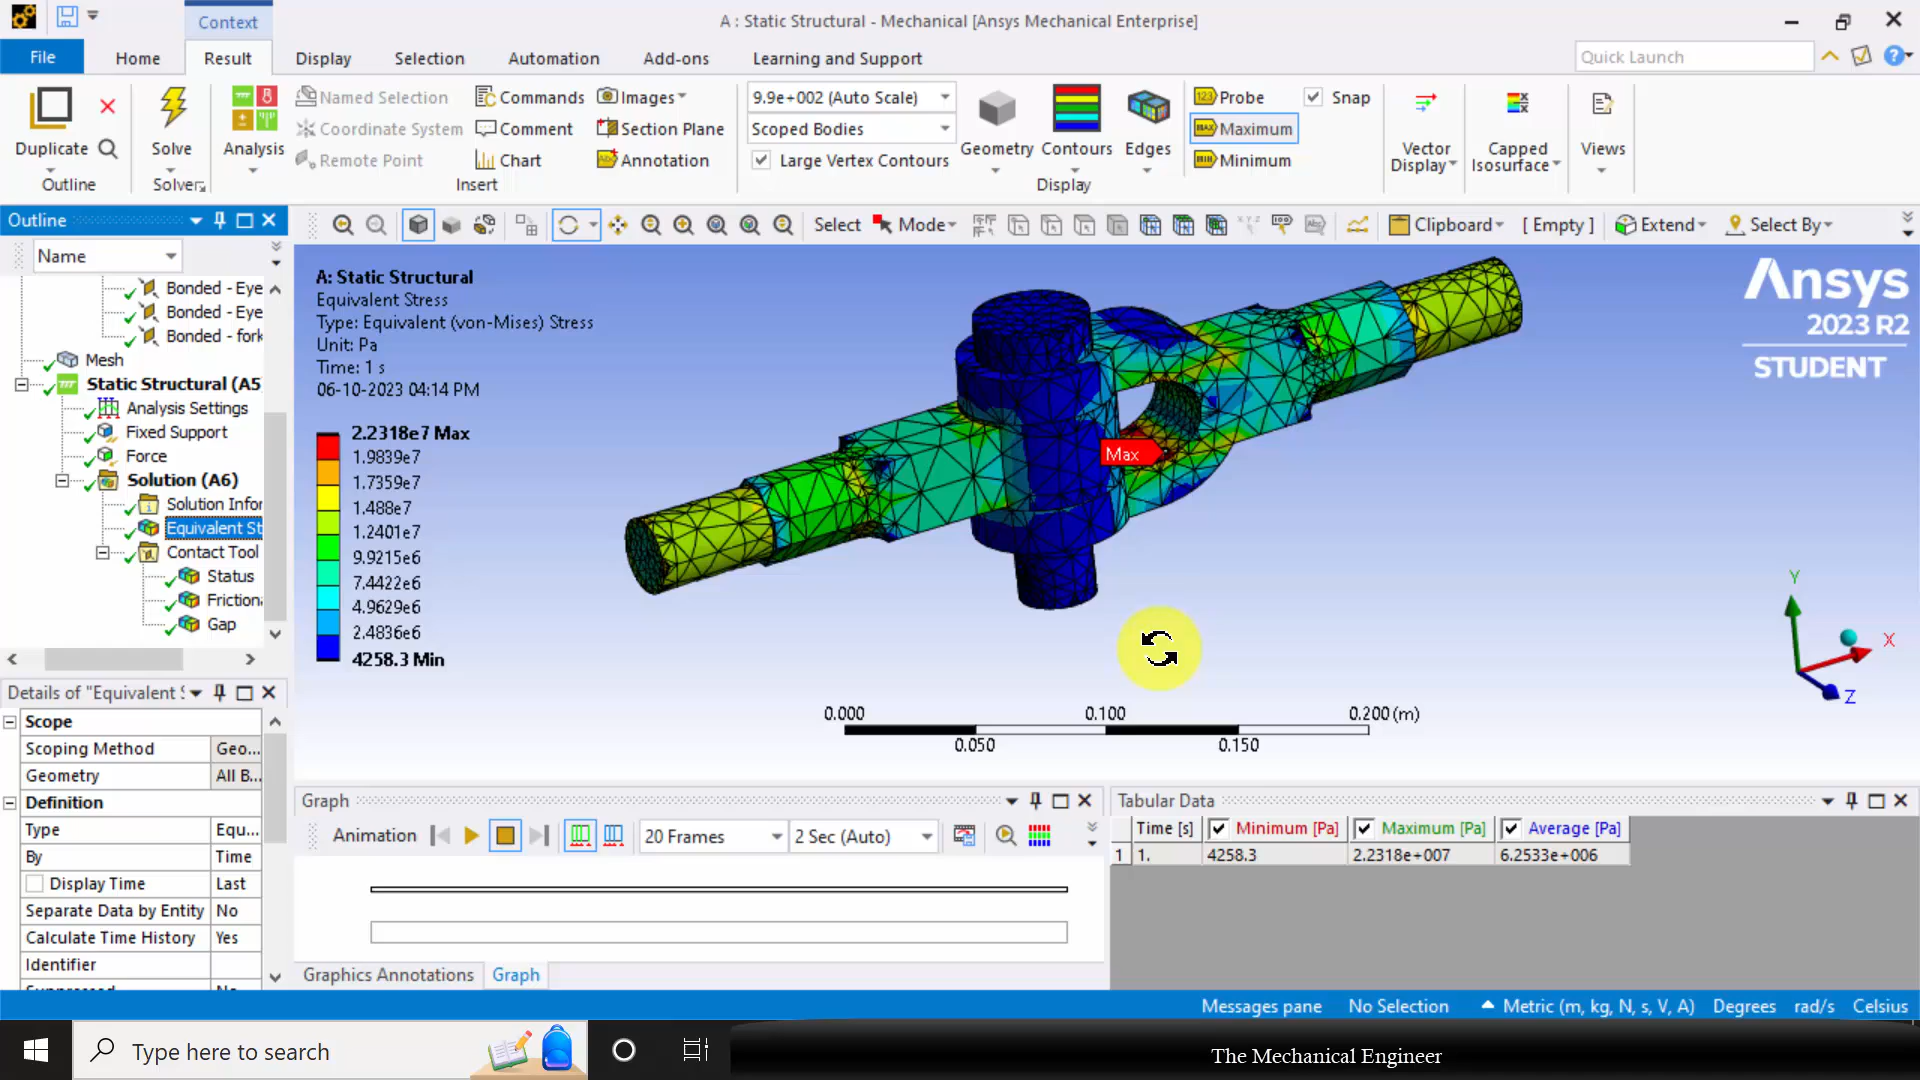 A : Static Structural - Mechanical [Ansys Mechanical Enterprise]
Context
File
Home
Result
Display
Selection
Automation
Add-ons
Learning and Support
Quick Launch
Duplicate
Outline
Solve
Solver
Analysis
Named Selection
Coordinate System
Remote Point
Commands
Comment
Chart
Images
Section Plane
Annotation
Insert
9.9e+002 (Auto Scale)
Scoped Bodies
Large Vertex Contours
Geometry
Contours
Edges
Display
Probe
Maximum
Minimum
Snap
Vector
Display
Capped
Isosurface
Views
Outline
Name
Select
Mode
Clipboard
[ Empty ]
Extend
Select By
Bonded - Eye
Bonded - Eye
Bonded - fork
Mesh
Static Structural (A5
Analysis Settings
Fixed Support
Force
Solution (A6)
Solution Infor
Equivalent St
Contact Tool
Status
Friction
Gap
A: Static Structural
Equivalent Stress
Type: Equivalent (von-Mises) Stress
Unit: Pa
Time: 1 s
06-10-2023 04:14 PM
2.2318e7 Max
1.9839e7
1.7359e7
1.488e7
1.2401e7
9.9215e6
7.4422e6
4.9629e6
2.4836e6
4258.3 Min
Max
Ansys
2023 R2
STUDENT
Y
X
Z
0.000
0.100
0.200 (m)
0.050
0.150
Details of "Equivalent S
Scope
Scoping Method
Geo...
Geometry
All B...
Definition
Type
Equ...
By
Time
Display Time
Last
Separate Data by Entity
No
Calculate Time History
Yes
Identifier
Graph
Animation
20 Frames
2 Sec (Auto)
Graphics Annotations
Graph
Tabular Data
Time [s]
Minimum [Pa]
Maximum [Pa]
Average [Pa]
1
1.
4258.3
2.2318e+007
6.2533e+006
Messages pane
No Selection
Metric (m, kg, N, s, V, A)
Degrees
rad/s
Celsius
Type here to search
The Mechanical Engineer